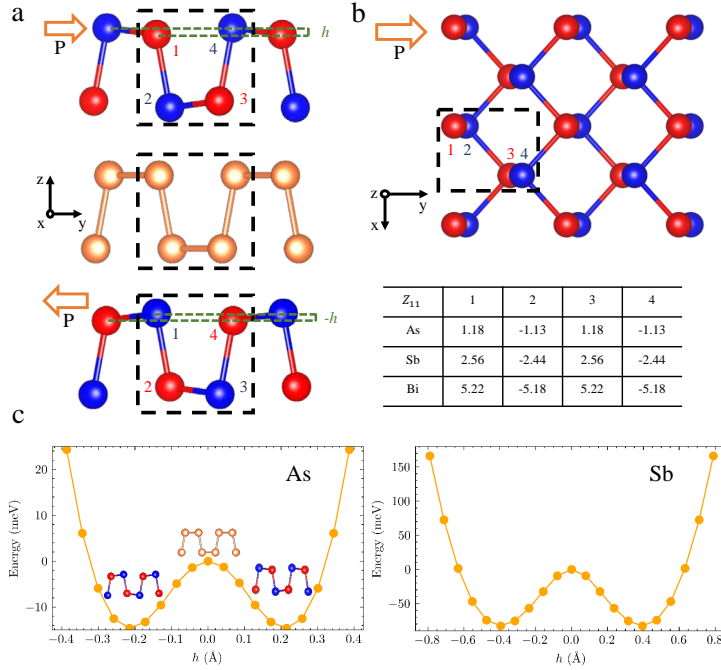 a
P
h
1
4
2
3
z
x
y
P
-h
1
4
2
3
b
P
1
2
3
4
z
y
x
Z₁₁ 1 2 3 4
As 1.18 -1.13 1.18 -1.13
Sb 2.56 -2.44 2.56 -2.44
Bi 5.22 -5.18 5.22 -5.18
c
As
Energy (meV)
20
10
0
−10
−0.4 −0.3 −0.2 −0.1 0.0 0.1 0.2 0.3 0.4
h (Å)
Sb
Energy (meV)
150
100
50
0
−50
−0.8 −0.6 −0.4 −0.2 0.0 0.2 0.4 0.6 0.8
h (Å)